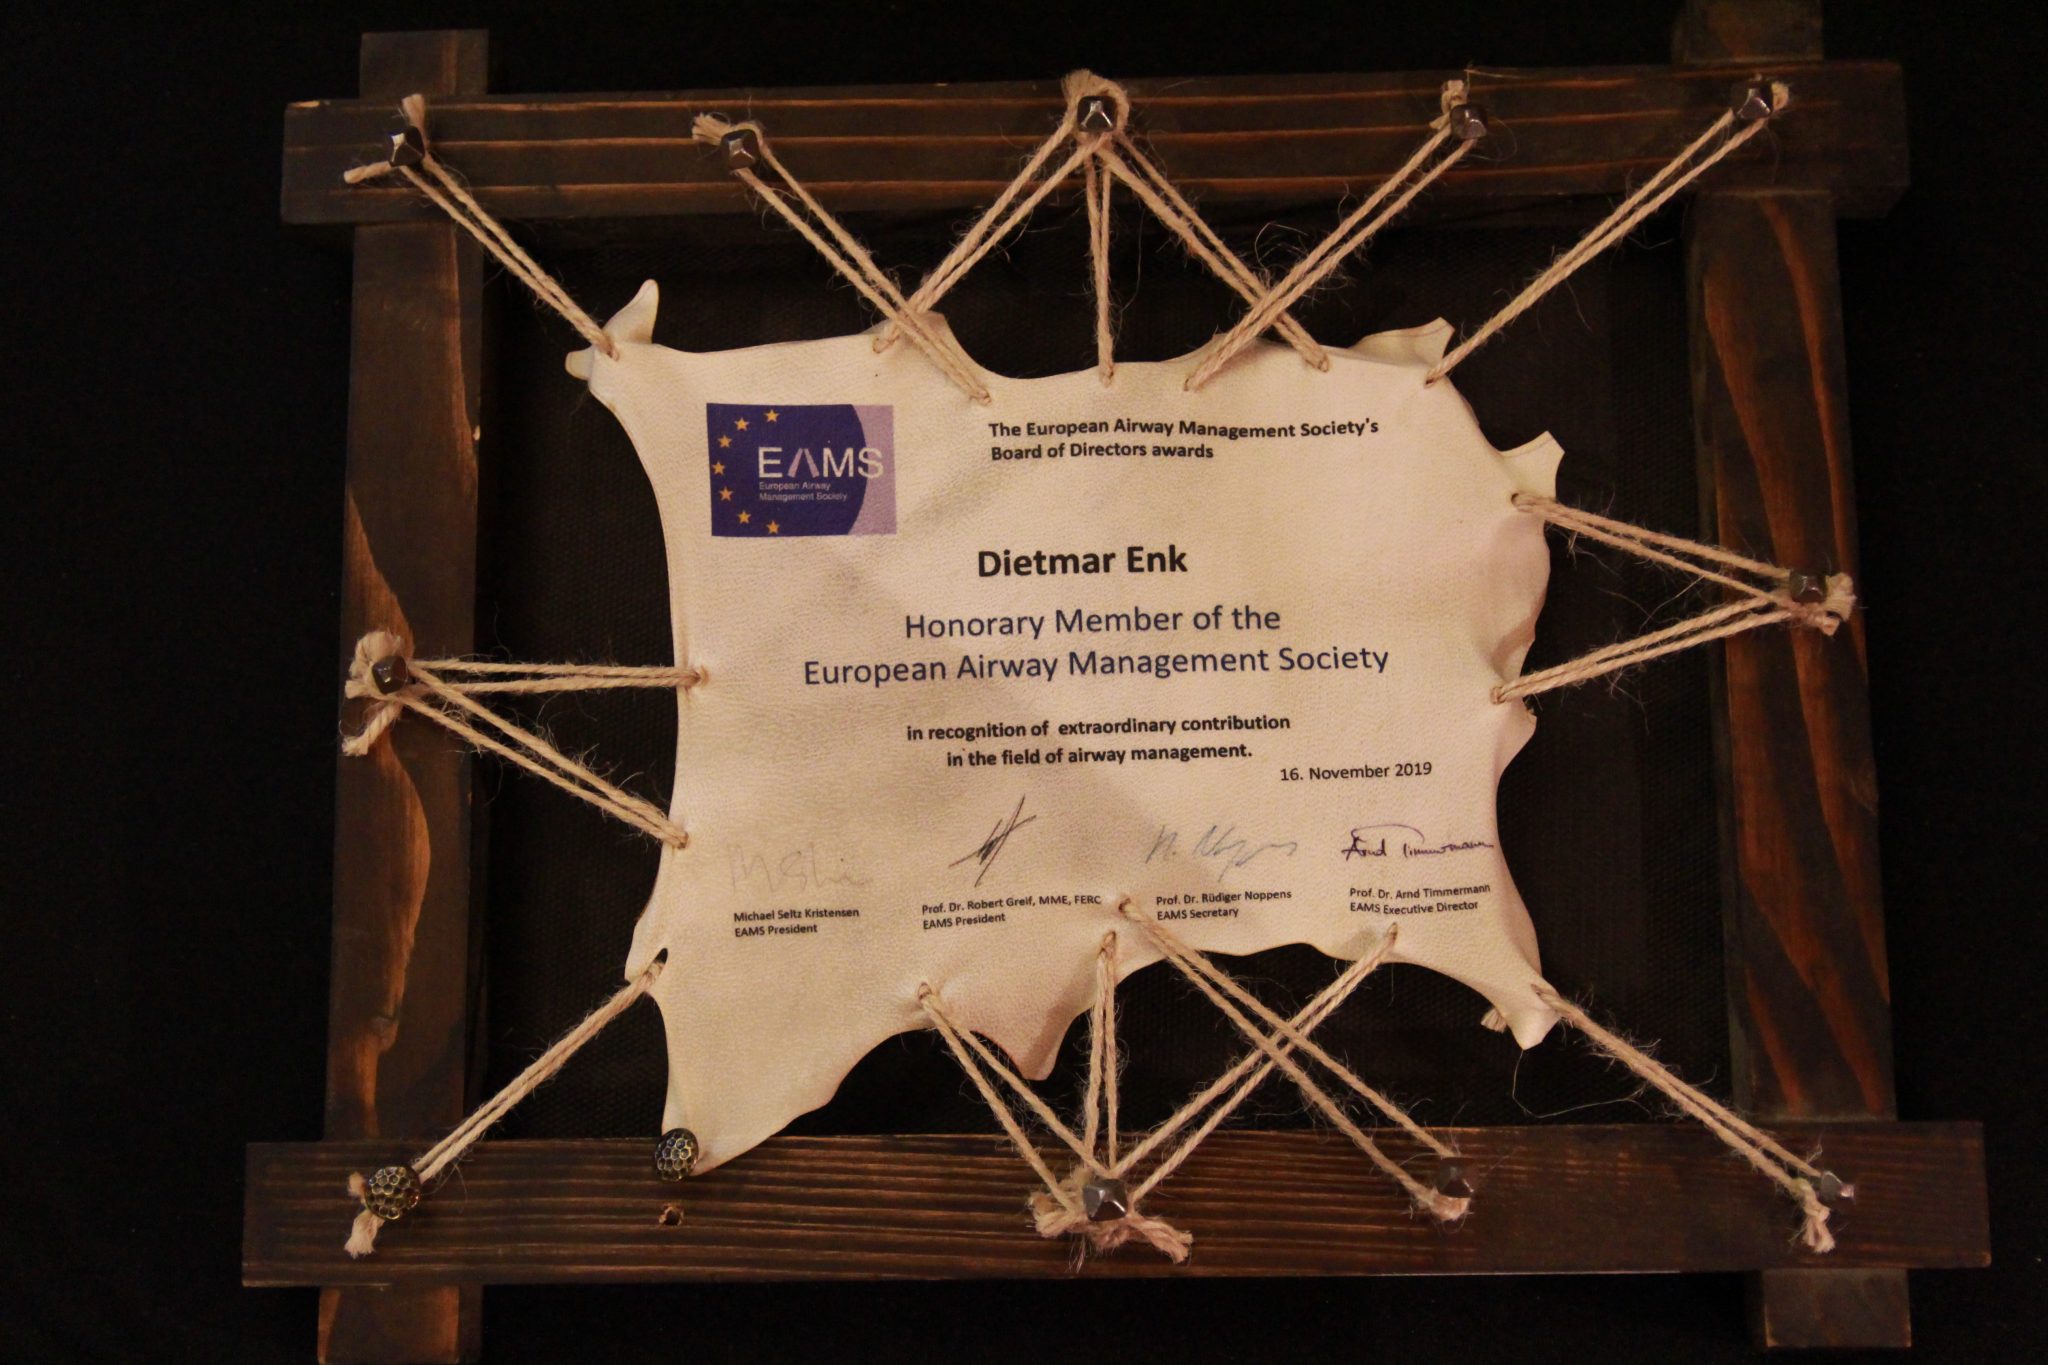 EΛMS
European Airway
Management Society
The European Airway Management Society's
Board of Directors awards
Dietmar Enk
Honorary Member of the
European Airway Management Society
in recognition of extraordinary contribution
in the field of airway management.
16. November 2019
Arnd Timmermann
Michael Seltz Kristensen
EAMS President
Prof. Dr. Robert Greif, MME, FERC
EAMS President
Prof. Dr. Rüdiger Noppens
EAMS Secretary
Prof. Dr. Arnd Timmermann
EAMS Executive Director